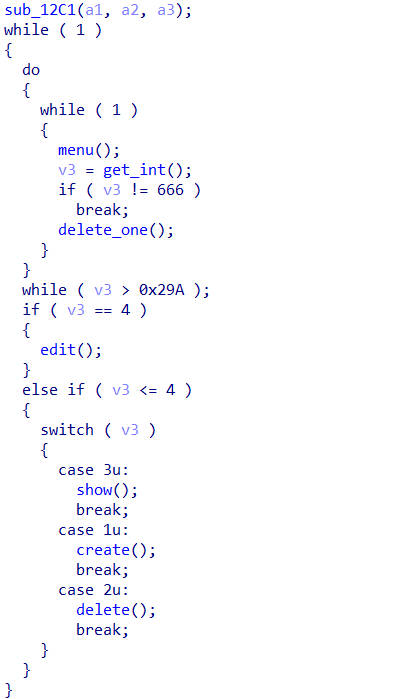 sub_12C1(a1, a2, a3);
while ( 1 )
{
  do
  {
    while ( 1 )
    {
      menu();
      v3 = get_int();
      if ( v3 != 666 )
        break;
      delete_one();
    }
  }
  while ( v3 > 0x29A );
  if ( v3 == 4 )
  {
    edit();
  }
  else if ( v3 <= 4 )
  {
    switch ( v3 )
    {
      case 3u:
        show();
        break;
      case 1u:
        create();
        break;
      case 2u:
        delete();
        break;
    }
  }
}